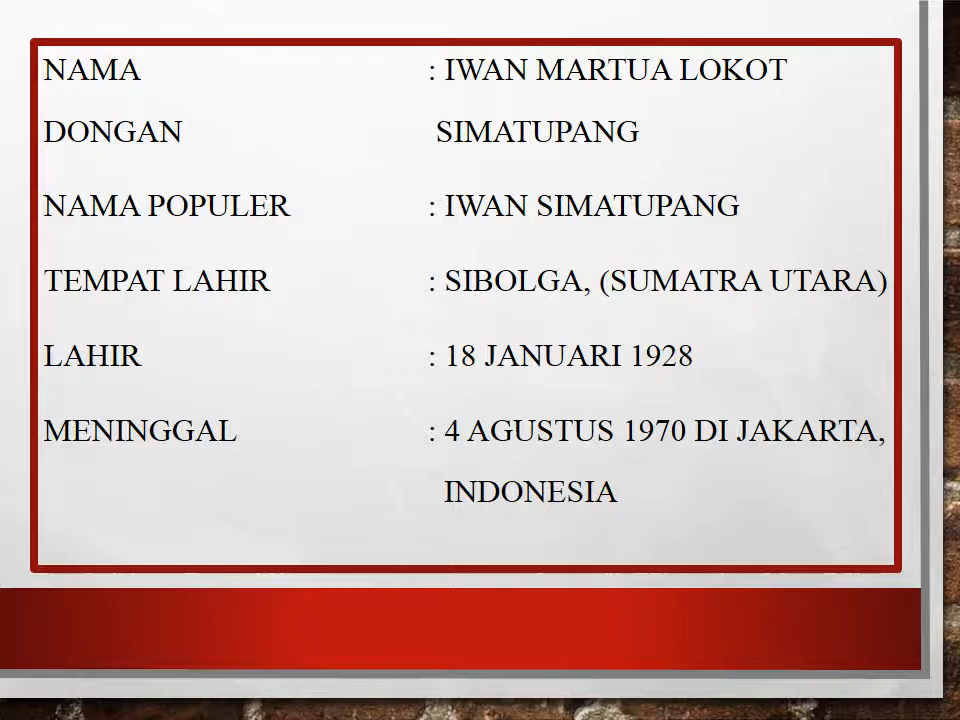 NAMA : IWAN MARTUA LOKOT
DONGAN SIMATUPANG
NAMA POPULER : IWAN SIMATUPANG
TEMPAT LAHIR : SIBOLGA, (SUMATRA UTARA)
LAHIR : 18 JANUARI 1928
MENINGGAL : 4 AGUSTUS 1970 DI JAKARTA,
INDONESIA